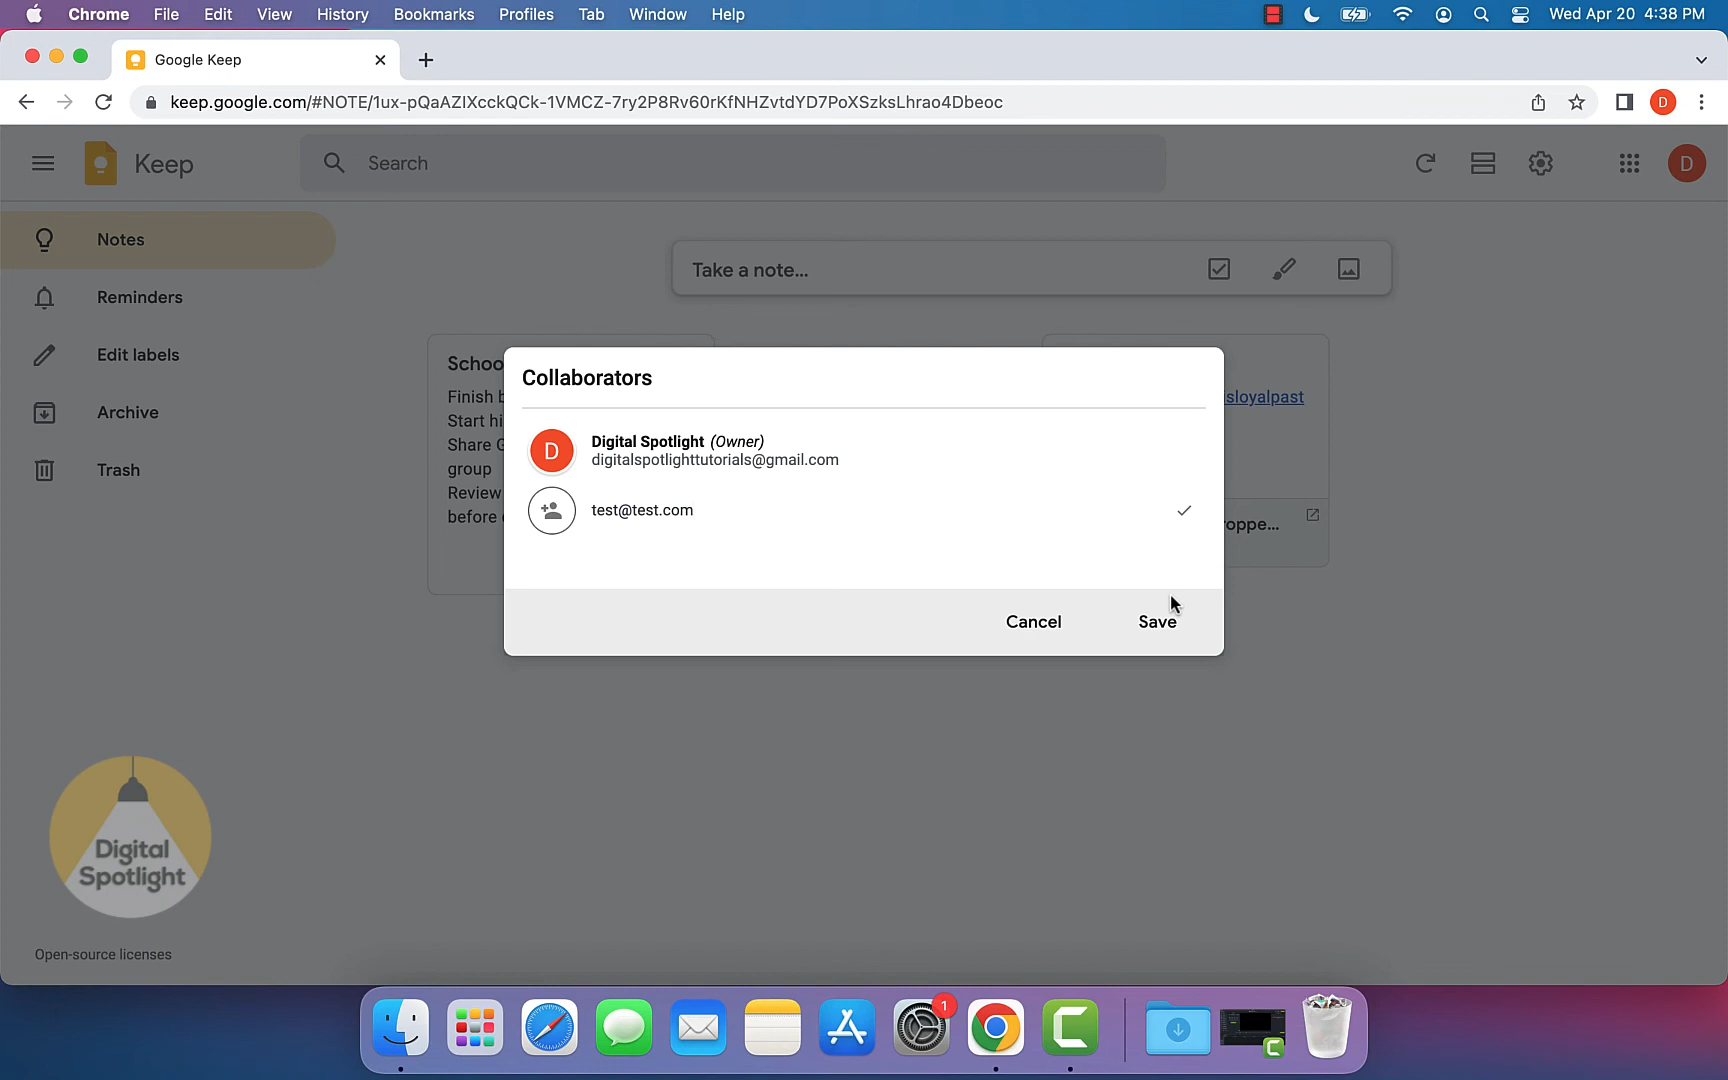 Chrome File Edit View History Bookmarks Profiles Tab Window Help Wed Apr 20 4:38 PM
Google Keep
keep.google.com/#NOTE/1ux-pQaAZIXcckQCk-1VMCZ-7ry2P8Rv60rKfNHZvtdYD7PoXSzksLhrao4Dbeoc
D
Keep
Search
D
Notes
Reminders
Edit labels
Archive
Trash
Take a note...
Schoo
Finish
Start hi
Share G
group
Review
before
sloyalpast
oppe...
Collaborators
D
Digital Spotlight (Owner)
digitalspotlighttutorials@gmail.com
test@test.com
Cancel Save
Digital
Spotlight
Open-source licenses
1